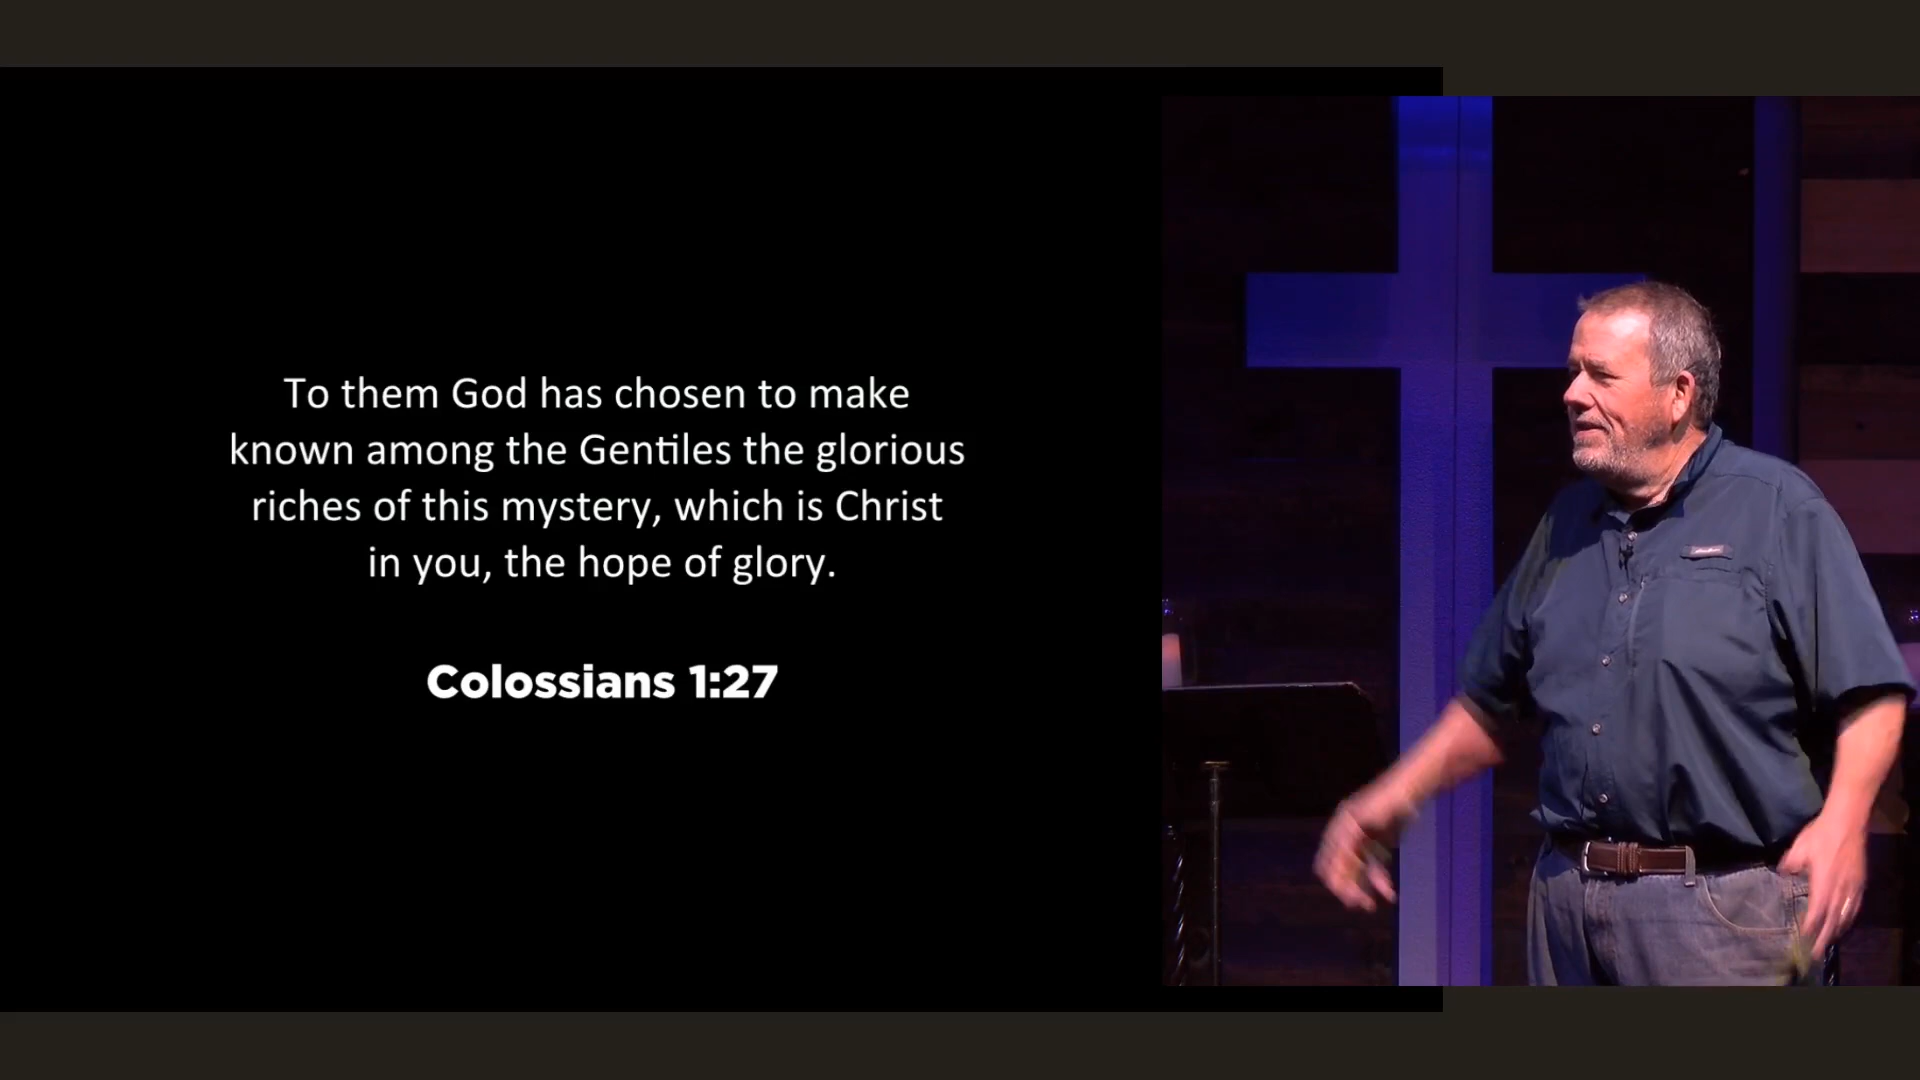 To them God has chosen to make
known among the Gentiles the glorious
riches of this mystery, which is Christ
in you, the hope of glory.
Colossians 1:27